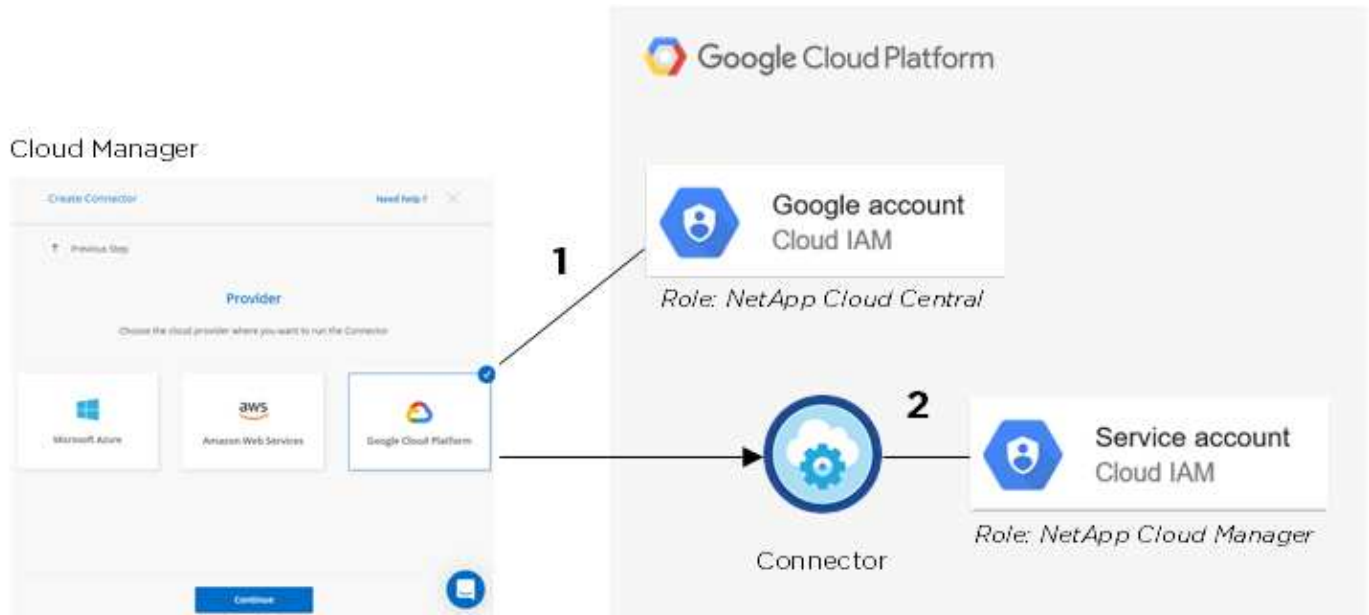 Google Cloud Platform
Cloud Manager
Create Connector
Need help ?
Previous Step
Provider
Choose the cloud provider where you want to run the Connector
Microsoft Azure
aws
Amazon Web Services
Google Cloud Platform
Continue
1
Google account
Cloud IAM
Role: NetApp Cloud Central
2
Connector
Service account
Cloud IAM
Role: NetApp Cloud Manager